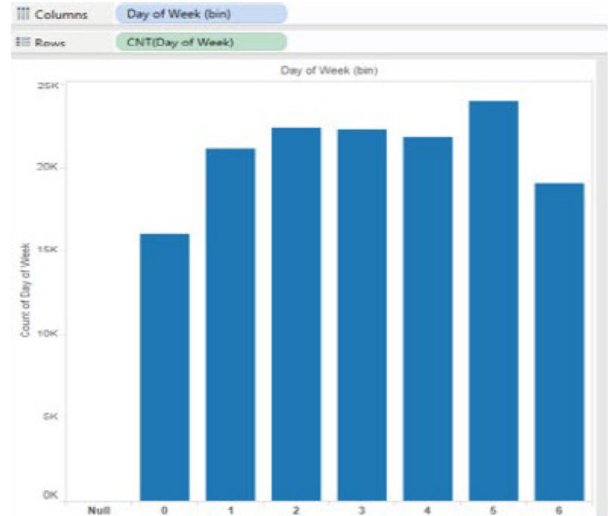 Columns Day of Week (bin)
Rows CNT(Day of Week)
Day of Week (bin)
25K
20K
15K
10K
5K
0K
Count of Day of Week
Null 0 1 2 3 4 5 6